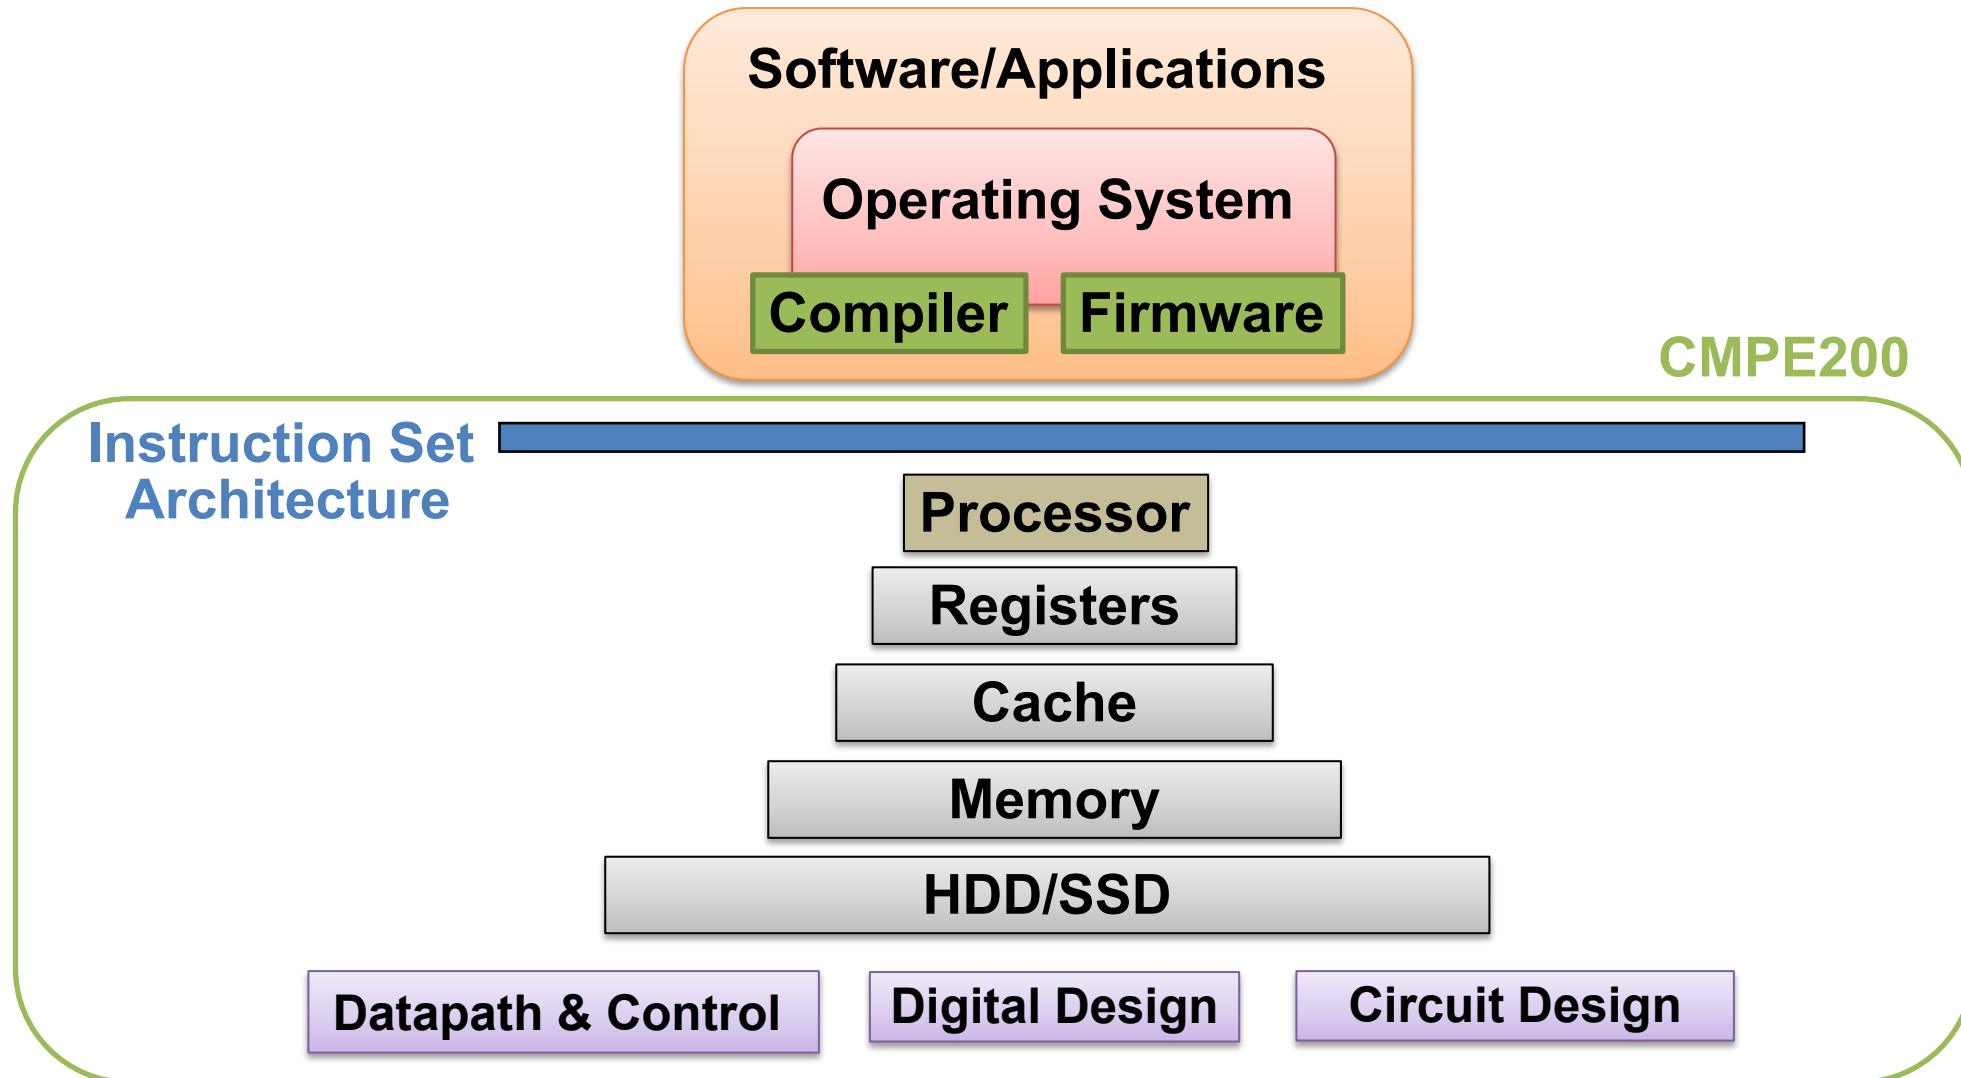 Software/Applications
Operating System
Compiler
Firmware
CMPE200
Instruction Set
Architecture
Processor
Registers
Cache
Memory
HDD/SSD
Datapath & Control
Digital Design
Circuit Design